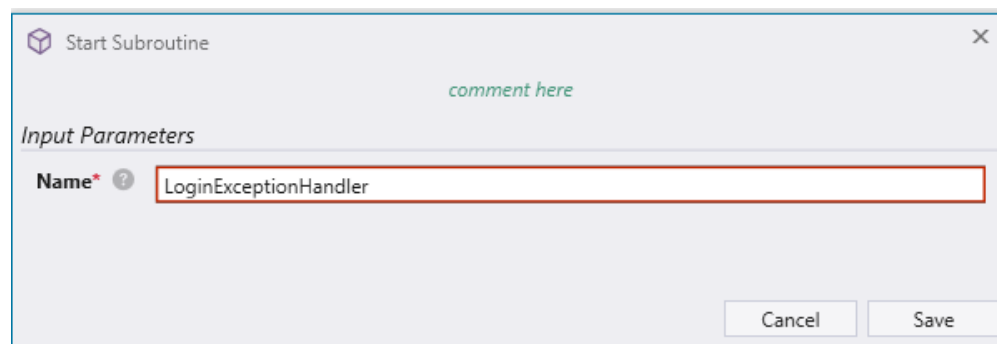 Start Subroutine
comment here
Input Parameters
Name* ?
LoginExceptionHandler
Cancel
Save